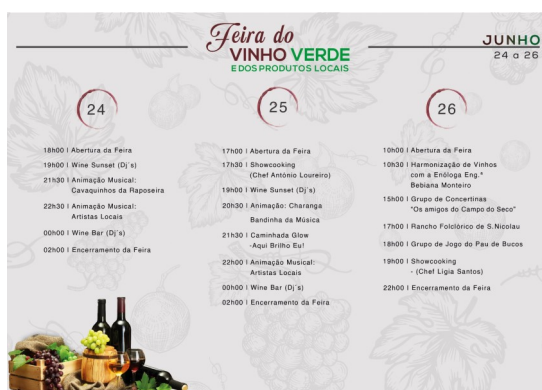 Feira do
VINHO VERDE
E DOS PRODUTOS LOCAIS
JUNHO
24 a 26
24
18h00 | Abertura da Feira
19h00 | Wine Sunset (Dj´s)
21h30 | Animação Musical:
Cavaquinhos da Raposeira
22h30 | Animação Musical:
Artistas Locais
00h00 | Wine Bar (Dj´s)
02h00 | Encerramento da Feira
25
17h00 | Abertura da Feira
17h30 | Showcooking
(Chef António Loureiro)
19h00 | Wine Sunset (Dj´s)
20h30 | Animação: Charanga
Bandinha da Música
21h30 | Caminhada Glow
-Aqui Brilho Eu!
22h00 | Animação Musical:
Artistas Locais
00h00 | Wine Bar (Dj´s)
02h00 | Encerramento da Feira
26
10h00 | Abertura da Feira
10h30 | Harmonização de Vinhos
com a Enóloga Eng.ª
Bebiana Monteiro
15h00 | Grupo de Concertinas
"Os amigos do Campo do Seco"
17h00 | Rancho Folclórico de S.Nicolau
18h00 | Grupo de Jogo do Pau de Bucos
19h00 | Showcooking
- (Chef Lígia Santos)
22h00 | Encerramento da Feira